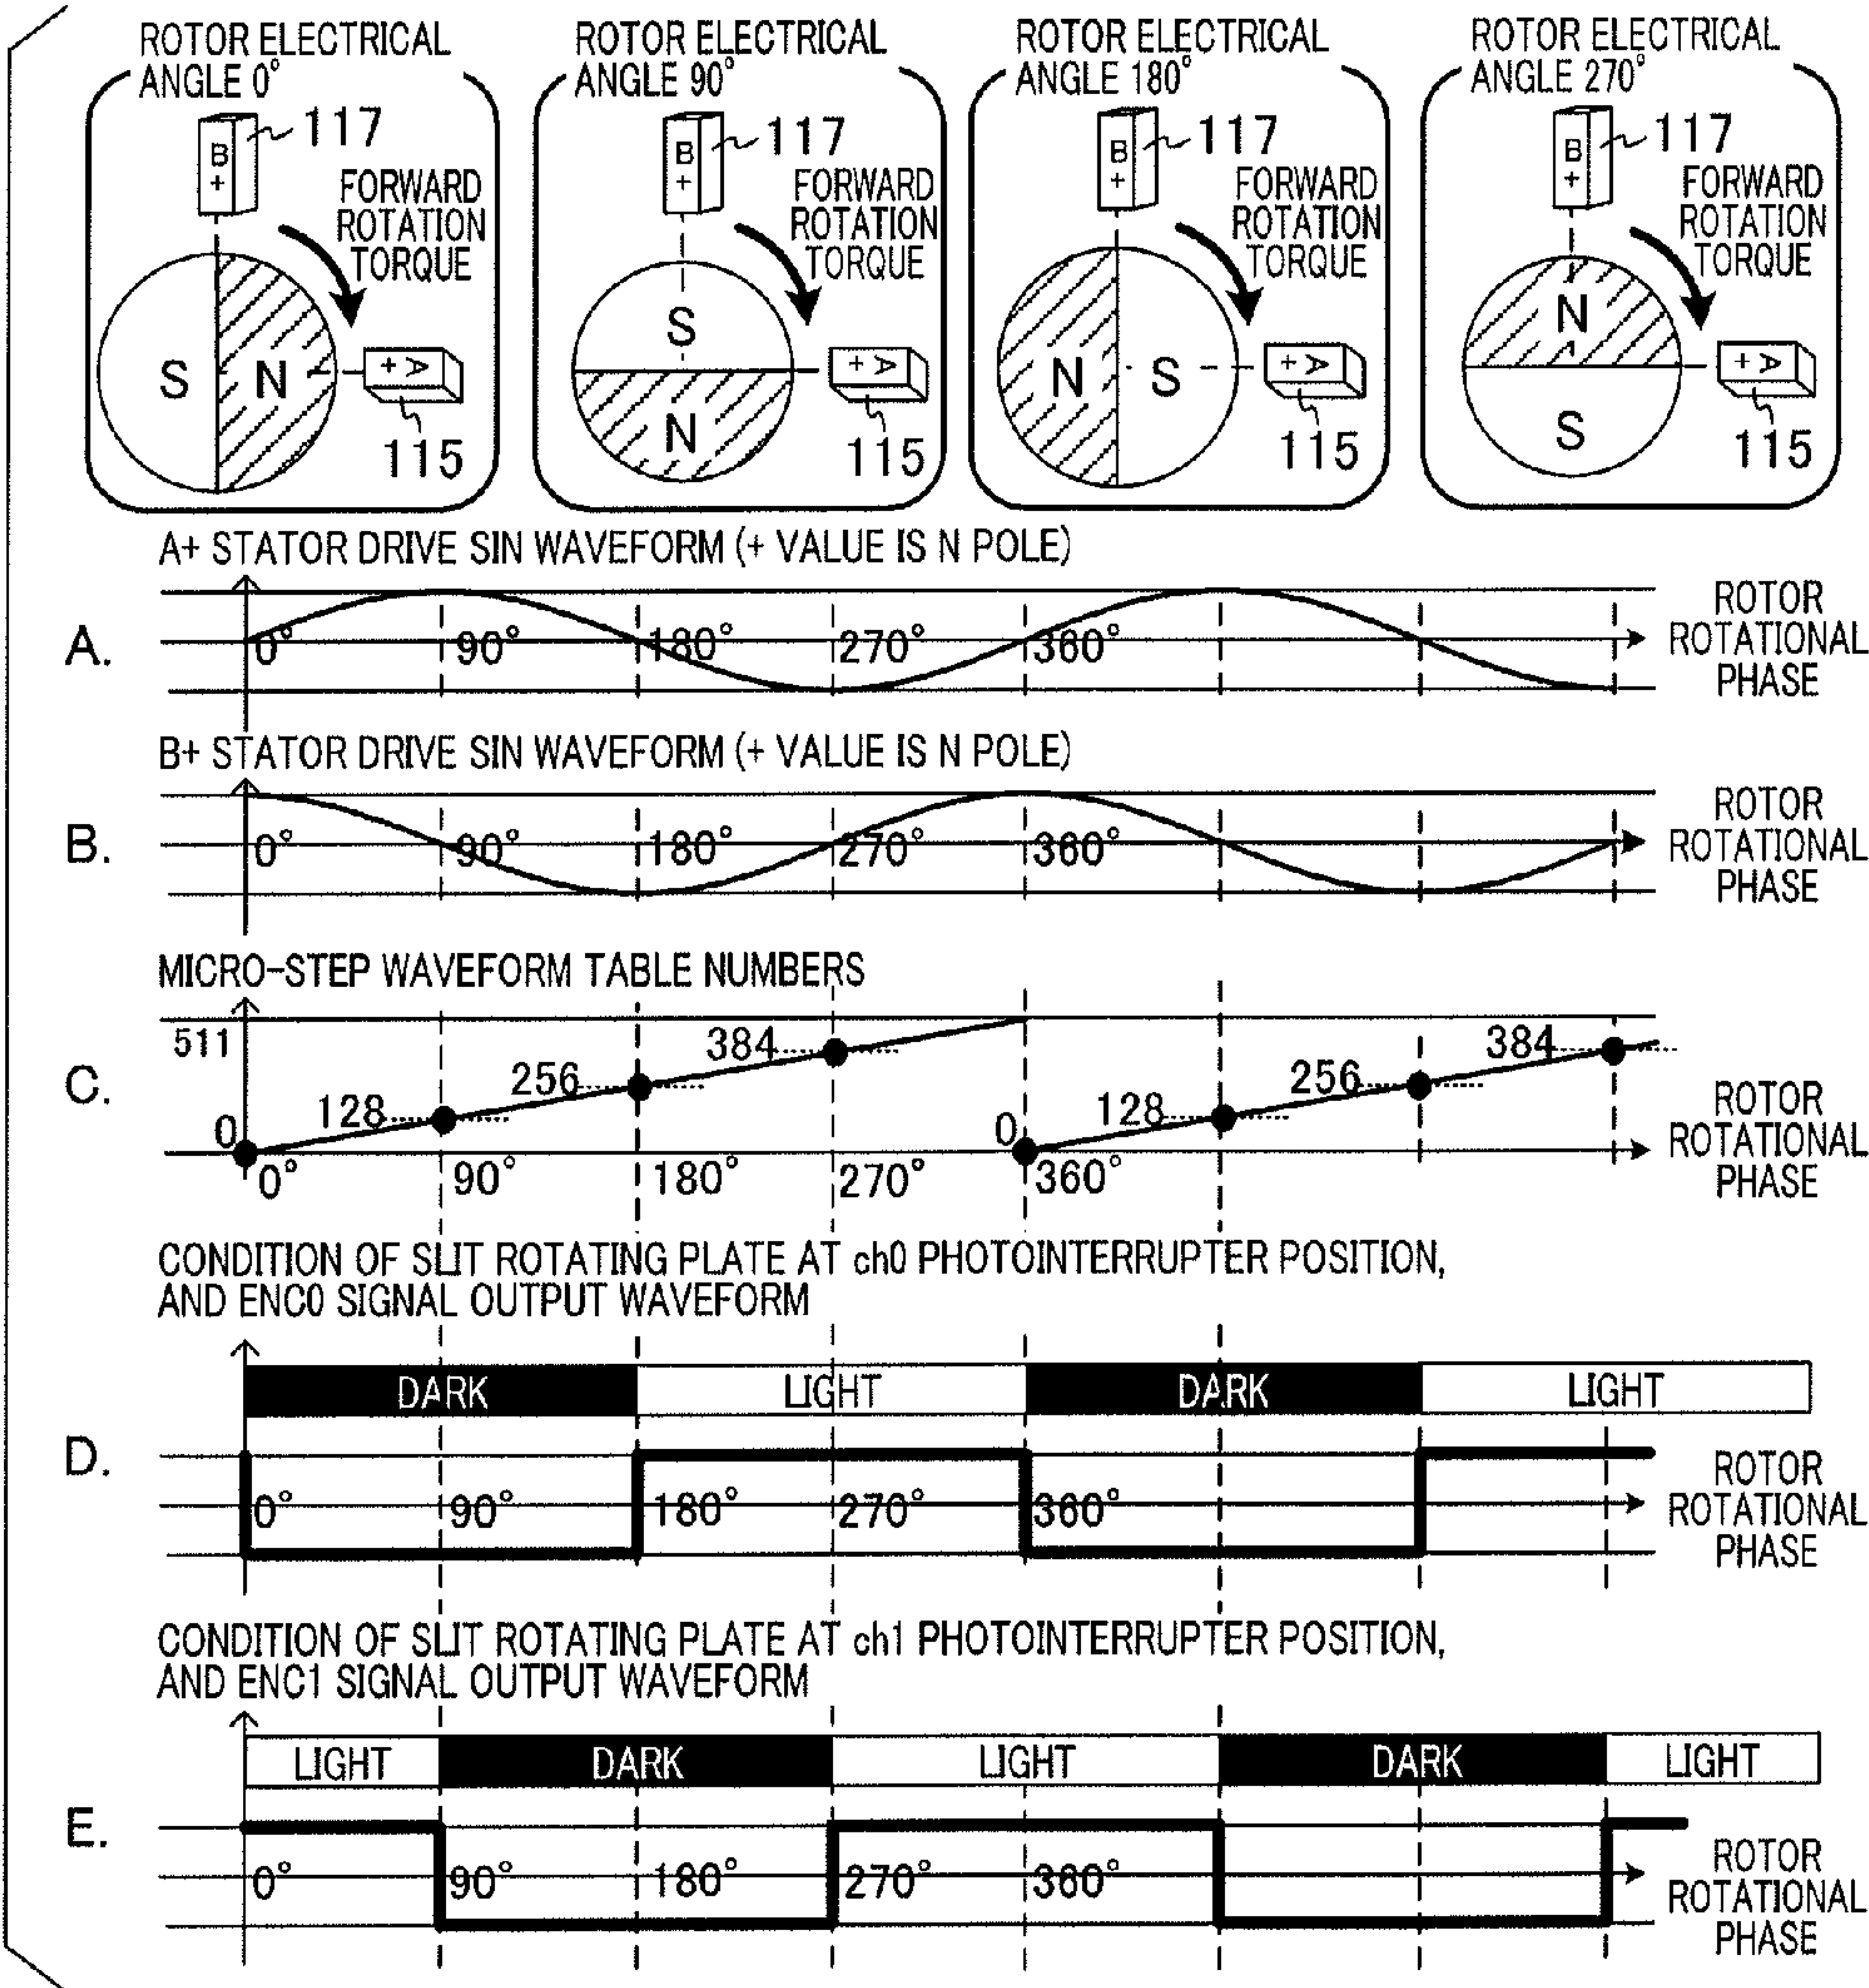 ROTOR ELECTRICAL
ANGLE 0°
B
+
117
FORWARD
ROTATION
TORQUE
S
N
+ A
115
ROTOR ELECTRICAL
ANGLE 90°
B
+
117
FORWARD
ROTATION
TORQUE
S
N
+ A
115
ROTOR ELECTRICAL
ANGLE 180°
B
+
117
FORWARD
ROTATION
TORQUE
N
S
+ A
115
ROTOR ELECTRICAL
ANGLE 270°
B
+
117
FORWARD
ROTATION
TORQUE
N
S
+ A
115
A+ STATOR DRIVE SIN WAVEFORM (+ VALUE IS N POLE)
A.
0° 90° 180° 270° 360°
ROTOR
ROTATIONAL
PHASE
B+ STATOR DRIVE SIN WAVEFORM (+ VALUE IS N POLE)
B.
0° 90° 180° 270° 360°
ROTOR
ROTATIONAL
PHASE
MICRO-STEP WAVEFORM TABLE NUMBERS
C.
511
0 128 256 384 0 128 256 384
0° 90° 180° 270° 360°
ROTOR
ROTATIONAL
PHASE
CONDITION OF SLIT ROTATING PLATE AT ch0 PHOTOINTERRUPTER POSITION,
AND ENC0 SIGNAL OUTPUT WAVEFORM
DARK LIGHT DARK LIGHT
D.
0° 90° 180° 270° 360°
ROTOR
ROTATIONAL
PHASE
CONDITION OF SLIT ROTATING PLATE AT ch1 PHOTOINTERRUPTER POSITION,
AND ENC1 SIGNAL OUTPUT WAVEFORM
LIGHT DARK LIGHT DARK LIGHT
E.
0° 90° 180° 270° 360°
ROTOR
ROTATIONAL
PHASE